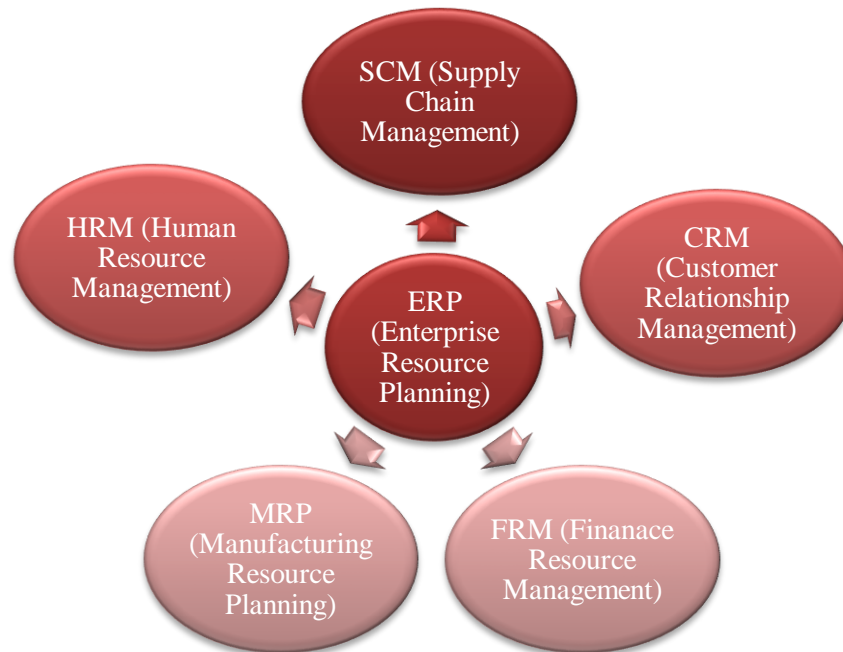 SCM (Supply
Chain
Management)
HRM (Human
Resource
Management)
CRM
(Customer
Relationship
Management)
ERP
(Enterprise
Resource
Planning)
MRP
(Manufacturing
Resource
Planning)
FRM (Finanace
Resource
Management)